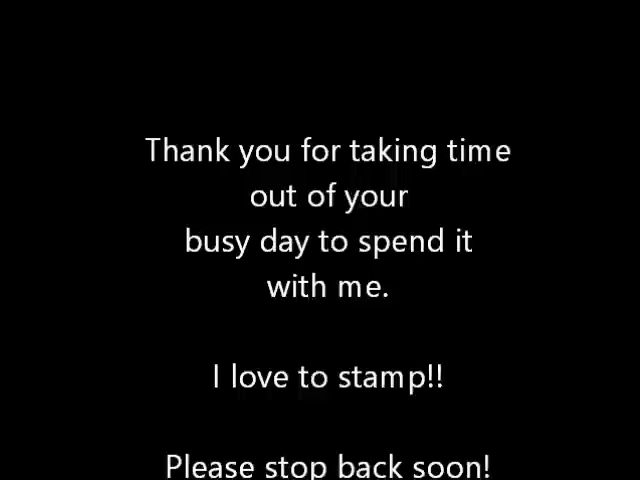 Thank you for taking time
out of your
busy day to spend it
with me.
I love to stamp!!
Please stop back soon!